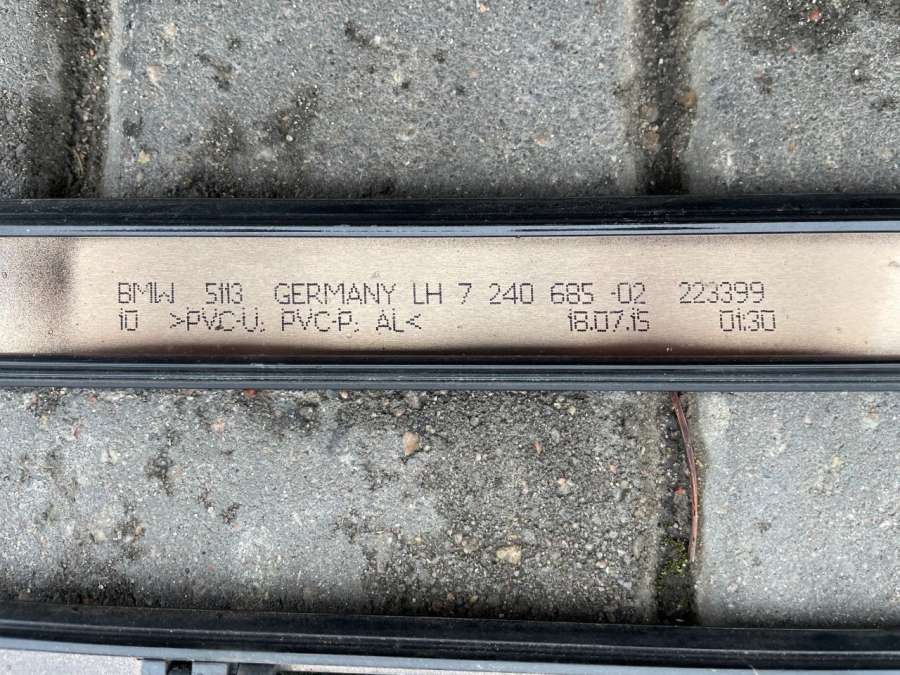 BMW 5113 GERMANY LH 7 240 685-02 223399
10 >PVC-U; PVC-P; AL< 18.07.15 01:30